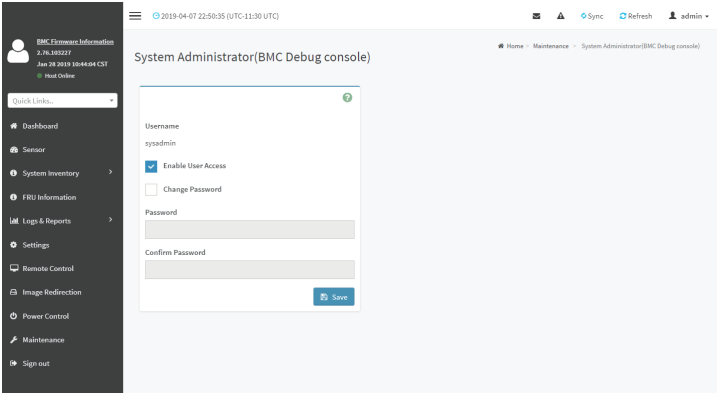 2019-04-07 22:50:35 (UTC-11:30 UTC)
Sync
Refresh
admin
BMC Firmware Information
2.76.103227
Jan 28 2019 10:44:04 CST
Host Online
Quick Links..
Dashboard
Sensor
System Inventory
FRU Information
Logs & Reports
Settings
Remote Control
Image Redirection
Power Control
Maintenance
Sign out
System Administrator(BMC Debug console)
Home
Maintenance
System Administrator(BMC Debug console)
Username
sysadmin
Enable User Access
Change Password
Password
Confirm Password
Save